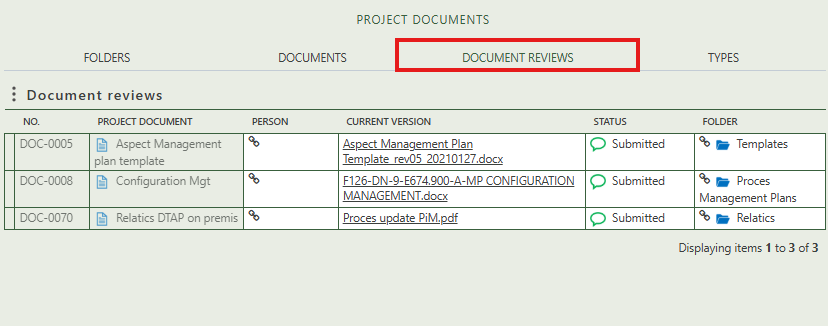 PROJECT DOCUMENTS
FOLDERS DOCUMENTS DOCUMENT REVIEWS TYPES
Document reviews
NO. PROJECT DOCUMENT PERSON CURRENT VERSION STATUS FOLDER
DOC-0005 Aspect Management Aspect Management Plan Submitted Templates
plan template Template_rev05_20210127.docx
DOC-0008 Configuration Mgt F126-DN-9-E674.900-A-MP CONFIGURATION Submitted Proces
MANAGEMENT.docx Management Plans
DOC-0070 Relatics DTAP on premis Proces update PiM.pdf Submitted Relatics
Displaying items 1 to 3 of 3